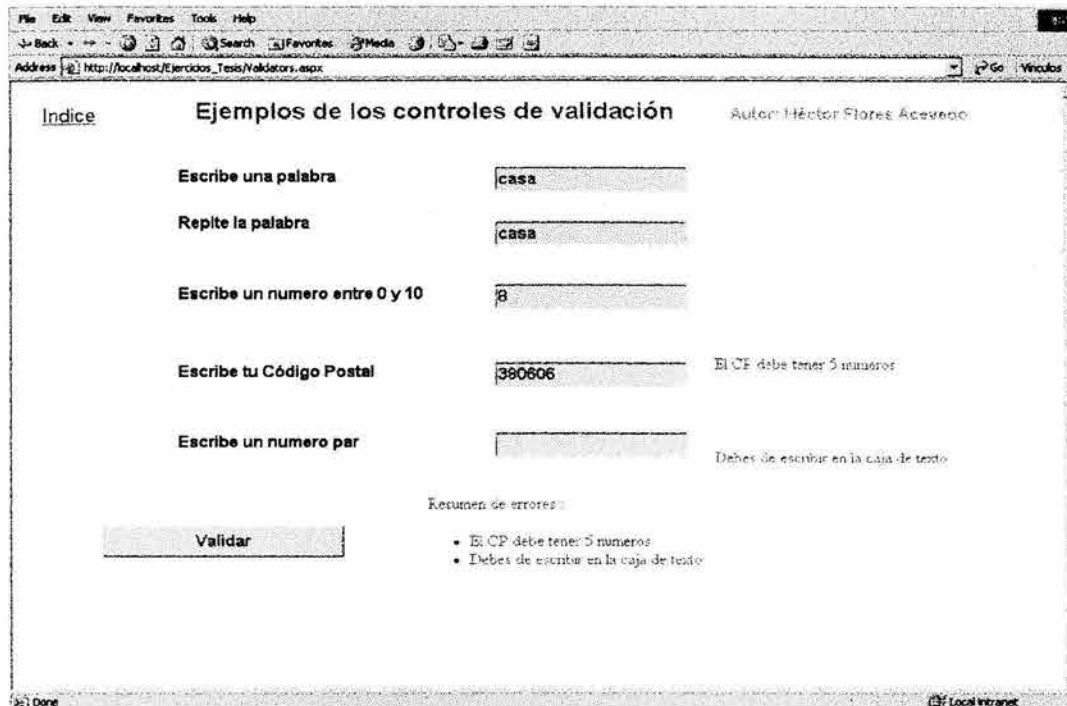 File Edit View Favorites Tools Help
Back Search Favorites Media
Address http://localhost/Ejercicios_Tesis/Validators.aspx Go Vinculos
Indice Ejemplos de los controles de validación Autor: Héctor Flores Acevedo
Escribe una palabra casa
Repite la palabra casa
Escribe un numero entre 0 y 10 8
Escribe tu Código Postal 380606 El CP debe tener 5 numeros
Escribe un numero par Debes de escribir en la caja de texto
Resumen de errores :
Validar
• El CP debe tener 5 numeros
• Debes de escribir en la caja de texto
Done Local intranet